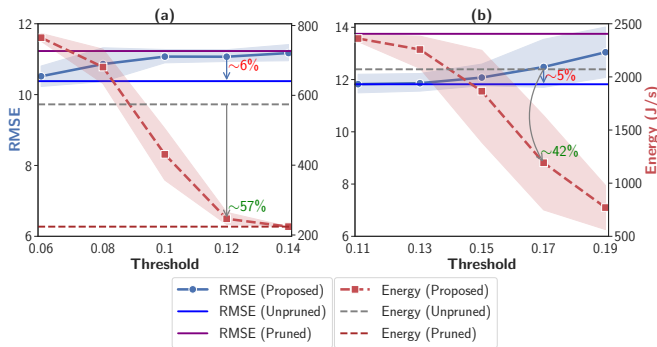 (a)
(b)
12
10
8
6
RMSE
800
600
400
200
~6%
~57%
0.06 0.08 0.1 0.12 0.14
Threshold
14
12
10
8
6
2500
2000
1500
1000
500
Energy (J/s)
~5%
~42%
0.11 0.13 0.15 0.17 0.19
Threshold
RMSE (Proposed)
RMSE (Unpruned)
RMSE (Pruned)
Energy (Proposed)
Energy (Unpruned)
Energy (Pruned)